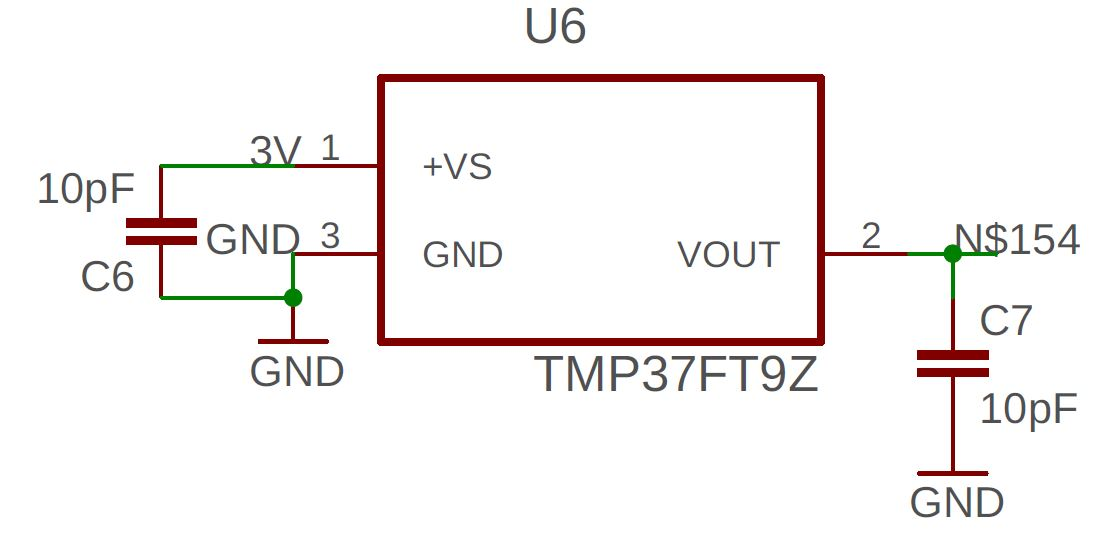 U6
3V 1
10pF
+VS
GND 3
C6
GND
VOUT
2
N$154
GND
TMP37FT9Z
C7
10pF
GND